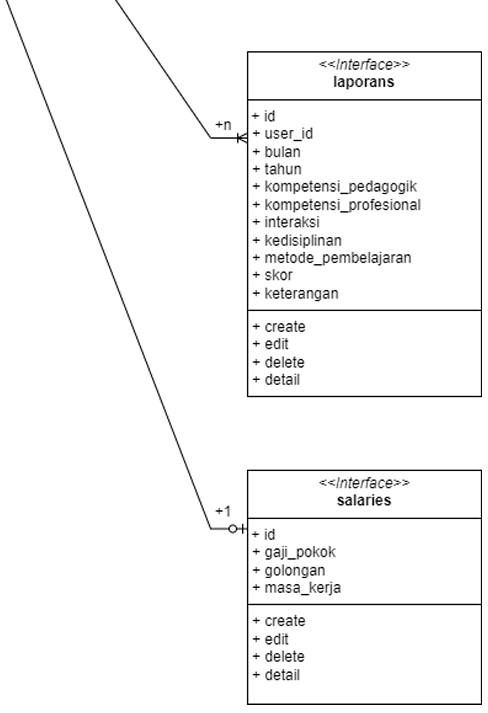 <<Interface>>
laporans
+n
+ id
+ user_id
+ bulan
+ tahun
+ kompetensi_pedagogik
+ kompetensi_profesional
+ interaksi
+ kedisiplinan
+ metode_pembelajaran
+ skor
+ keterangan
+ create
+ edit
+ delete
+ detail
<<Interface>>
salaries
+1
+ id
+ gaji_pokok
+ golongan
+ masa_kerja
+ create
+ edit
+ delete
+ detail